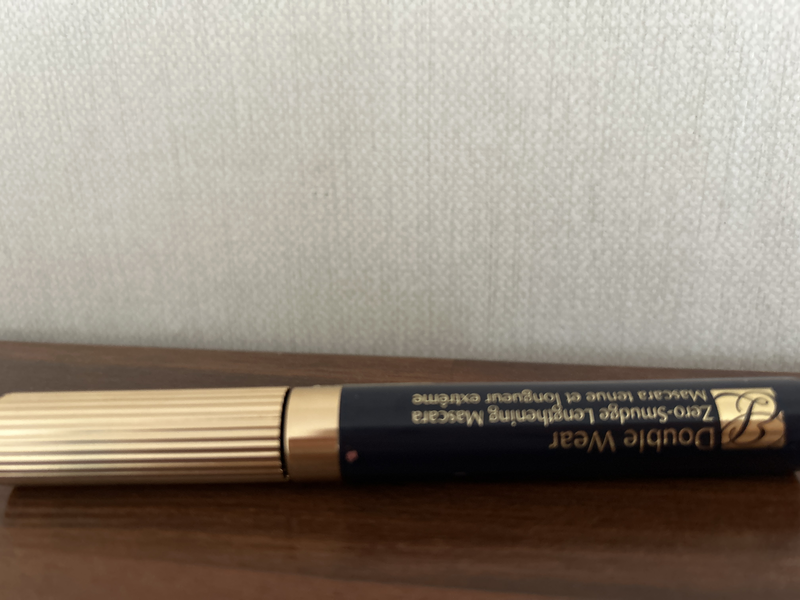 Double Wear
Zero-Smudge Lengthening Mascara
Mascara tenue et longueur extrême